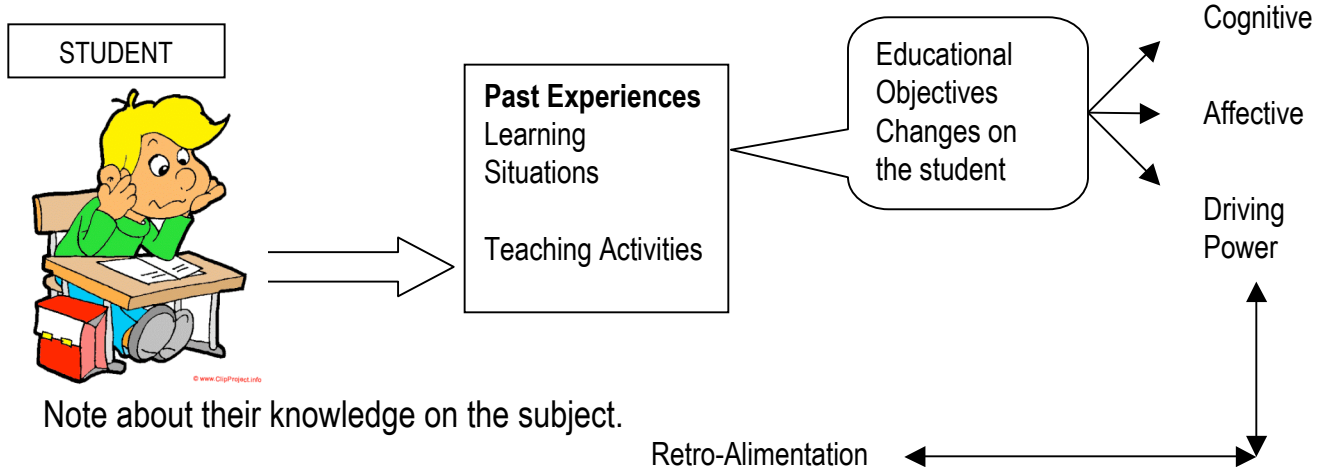 STUDENT
Past Experiences
Learning
Situations
Teaching Activities
Educational
Objectives
Changes on
the student
Cognitive
Affective
Driving
Power
© www.ClipProject.info
Note about their knowledge on the subject.
Retro-Alimentation